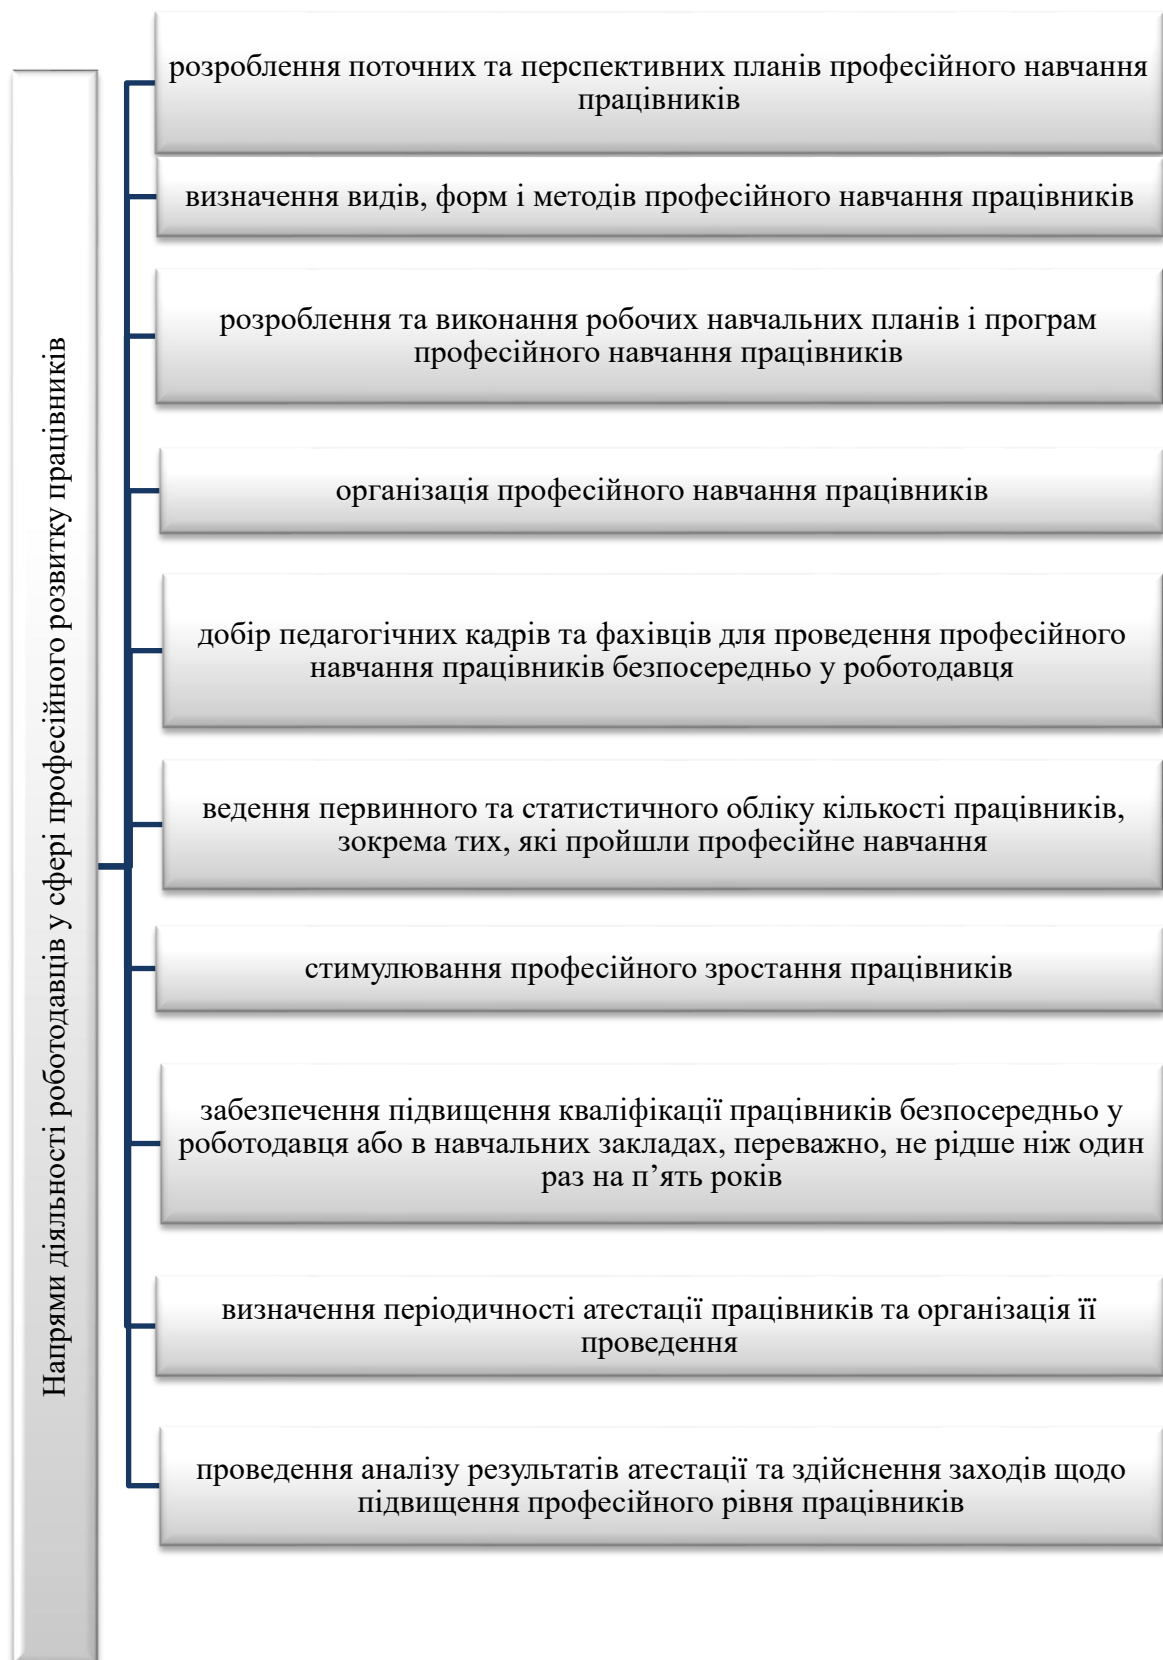 Напрями діяльності роботодавців у сфері професійного розвитку працівників
розроблення поточних та перспективних планів професійного навчання
працівників
визначення видів, форм і методів професійного навчання працівників
розроблення та виконання робочих навчальних планів і програм
професійного навчання працівників
організація професійного навчання працівників
добір педагогічних кадрів та фахівців для проведення професійного
навчання працівників безпосередньо у роботодавця
ведення первинного та статистичного обліку кількості працівників,
зокрема тих, які пройшли професійне навчання
стимулювання професійного зростання працівників
забезпечення підвищення кваліфікації працівників безпосередньо у
роботодавця або в навчальних закладах, переважно, не рідше ніж один
раз на п’ять років
визначення періодичності атестації працівників та організація її
проведення
проведення аналізу результатів атестації та здійснення заходів щодо
підвищення професійного рівня працівників